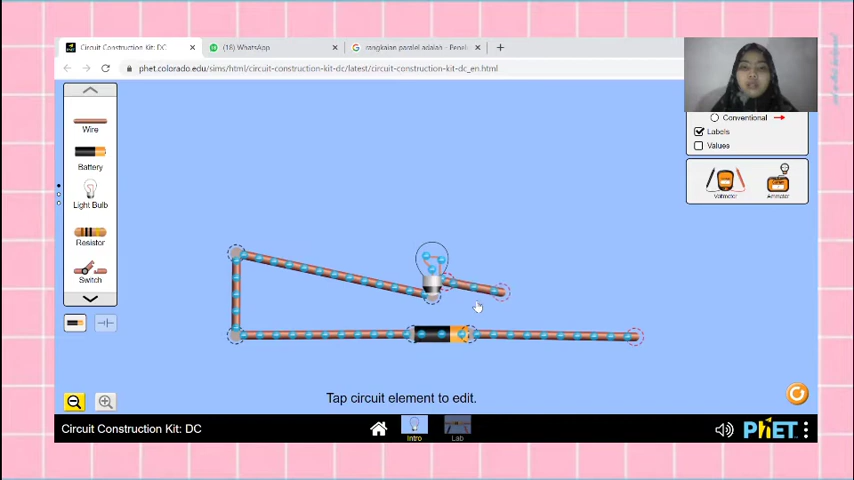 Circuit Construction Kit: DC
(18) WhatsApp
rangkaian paralel adalah - Penel
phet.colorado.edu/sims/html/circuit-construction-kit-dc/latest/circuit-construction-kit-dc_en.html
Conventional
Labels
Values
Voltmeter
Ammeter
Wire
Battery
Light Bulb
Resistor
Switch
Tap circuit element to edit.
Circuit Construction Kit: DC
Intro
Lab
PhET